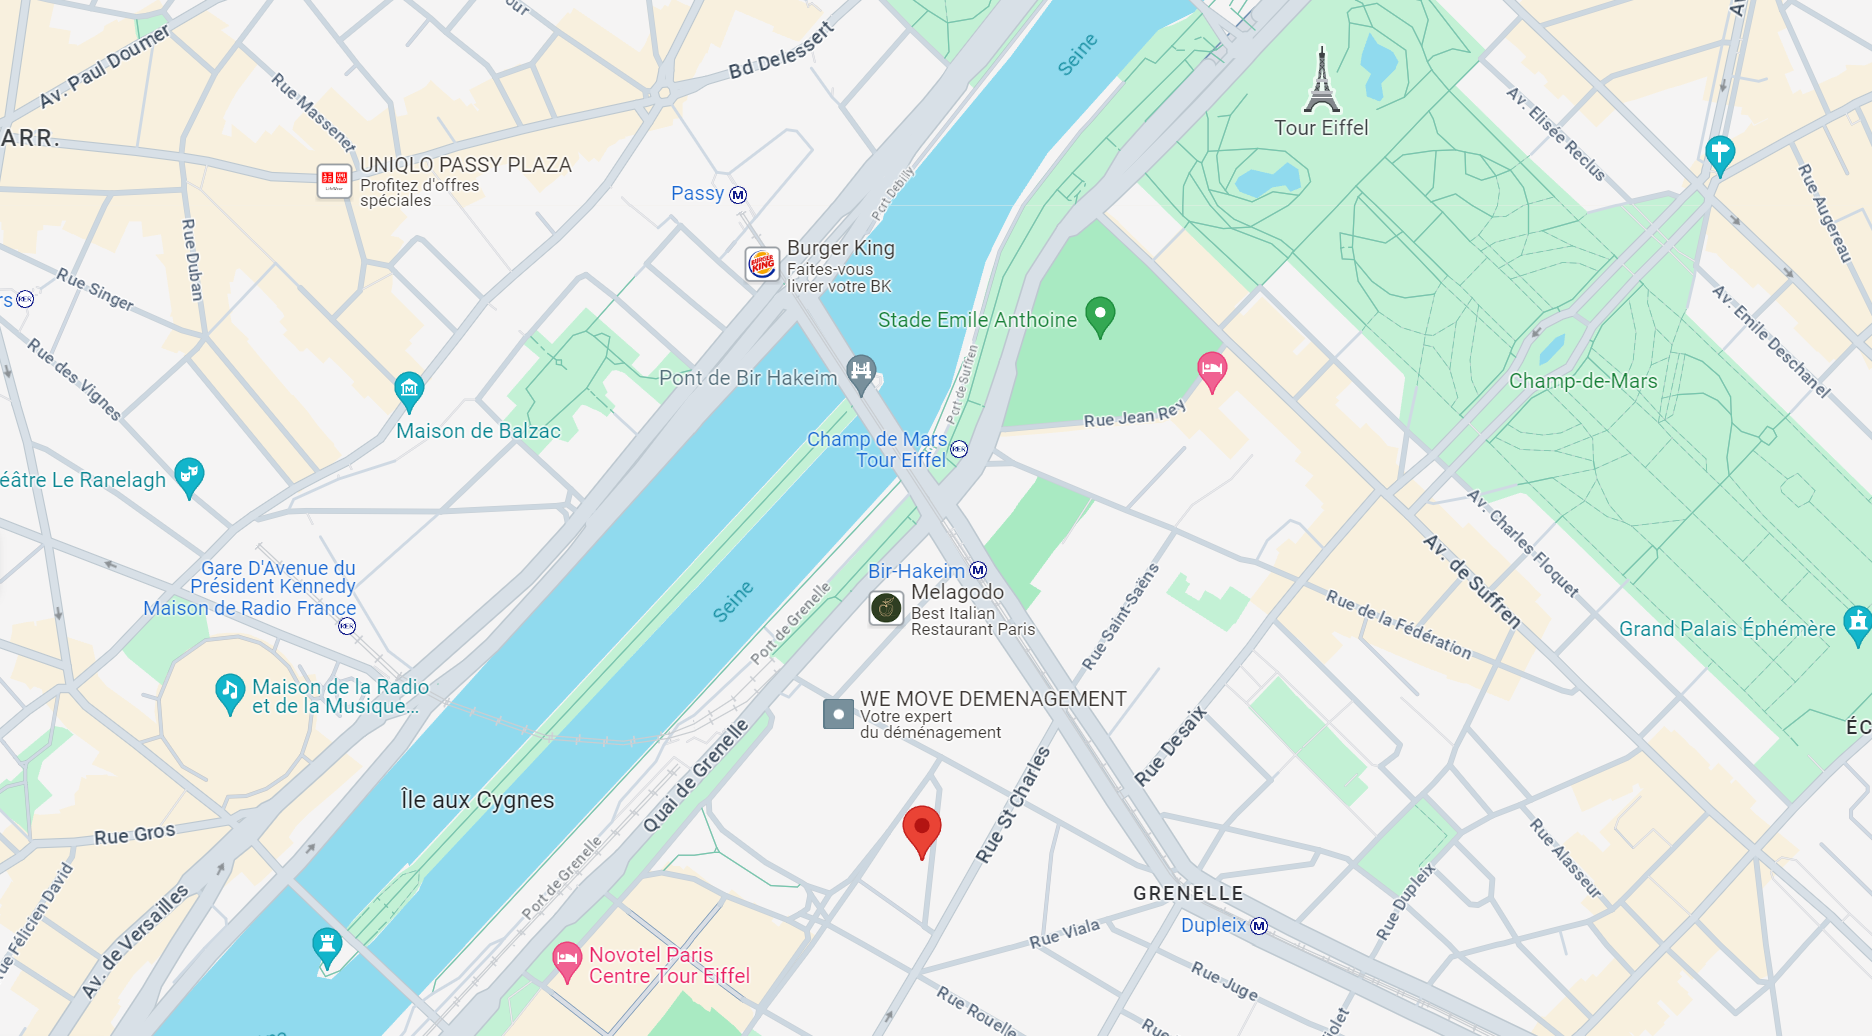 Av. Paul Doumer
Bd Delessert
Seine
Tour Eiffel
Av. Elisée Reclus
Rue Massenet
ARR.
UNIQLO PASSY PLAZA
Profitez d'offres
spéciales
Passy
Port Debilly
Rue Augereau
Rue Duban
Burger King
Faites-vous
livrer votre BK
Rue Singer
Stade Emile Anthoine
Av. Emile Deschanel
Rue des Vignes
Pont de Bir Hakeim
Port de Suffren
Champ-de-Mars
Rue Jean Rey
Maison de Balzac
Champ de Mars
Tour Eiffel
éâtre Le Ranelagh
Av. Charles Floquet
Av. de Suffren
Gare D'Avenue du
Président Kennedy
Maison de Radio France
Bir-Hakeim
Melagodo
Best Italian
Restaurant Paris
Seine
Port de Grenelle
Rue Saint-Saëns
Rue de la Fédération
Grand Palais Éphémère
Maison de la Radio
et de la Musique...
WE MOVE DEMENAGEMENT
Votre expert
du déménagement
Quai de Grenelle
Rue Desaix
ÉC
Île aux Cygnes
Rue St Charles
Rue Gros
Port de Grenelle
Rue Alasseur
GRENELLE
Rue Dupleix
Dupleix
Rue Félicien David
Av. de Versailles
Rue Viala
Novotel Paris
Centre Tour Eiffel
Rue Juge
Rue Rouelle